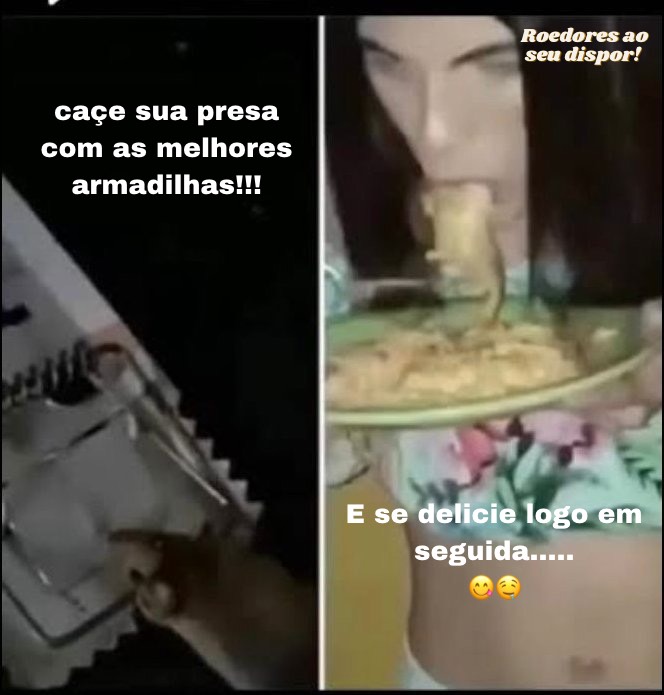 Roedores ao
seu dispor!
caçe sua presa
com as melhores
armadilhas!!!
E se delicie logo em
seguida.....
😋🤤